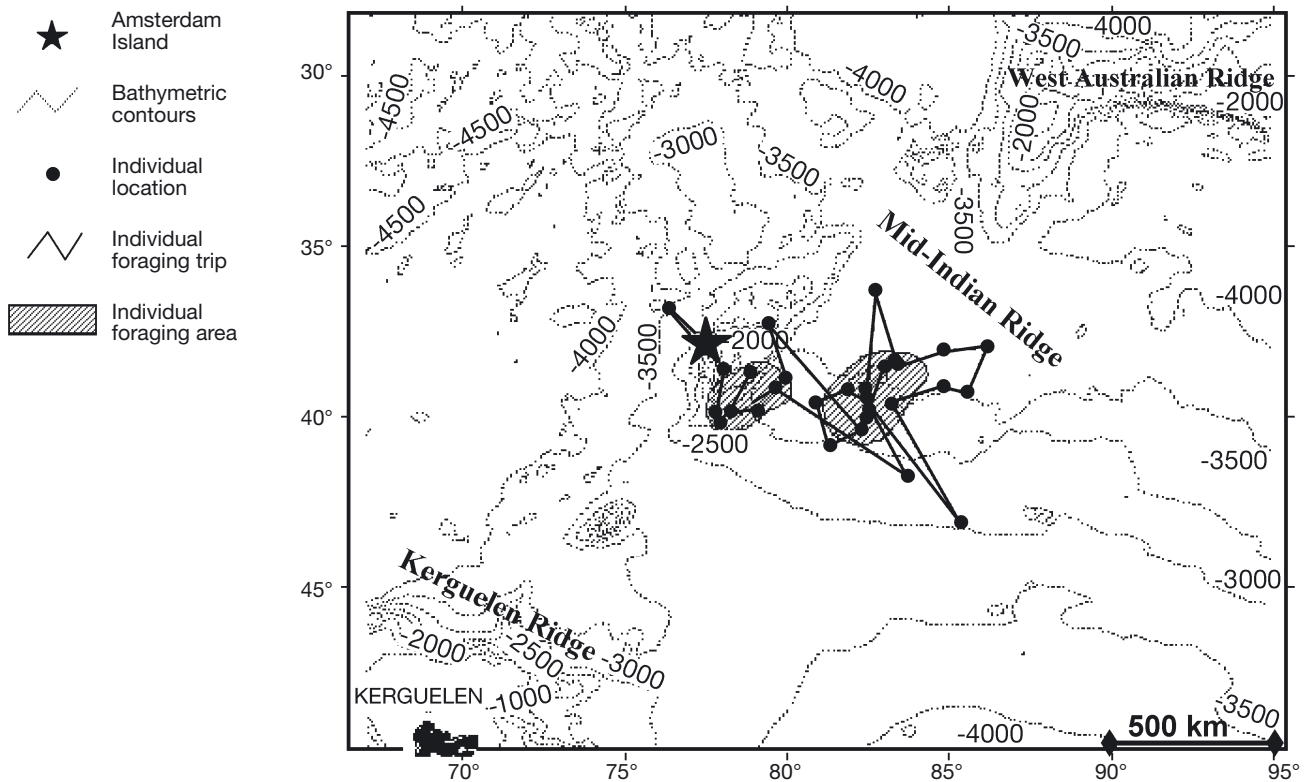 Amsterdam
Island
Bathymetric
contours
Individual
location
Individual
foraging trip
Individual
foraging area
30°
35°
40°
45°
-4000
-3500
-4000
West Australian Ridge
-2000
-2000
-4500
-4500
-3000
-3500
-4500
-3500
Mid-Indian Ridge
-4000
-4000
-3500
-2000
-2500
-3500
-3000
Kerguelen Ridge
-2000
-2500
-3000
KERGUELEN
-1000
-4000
3500
500 km
70°
75°
80°
85°
90°
95°